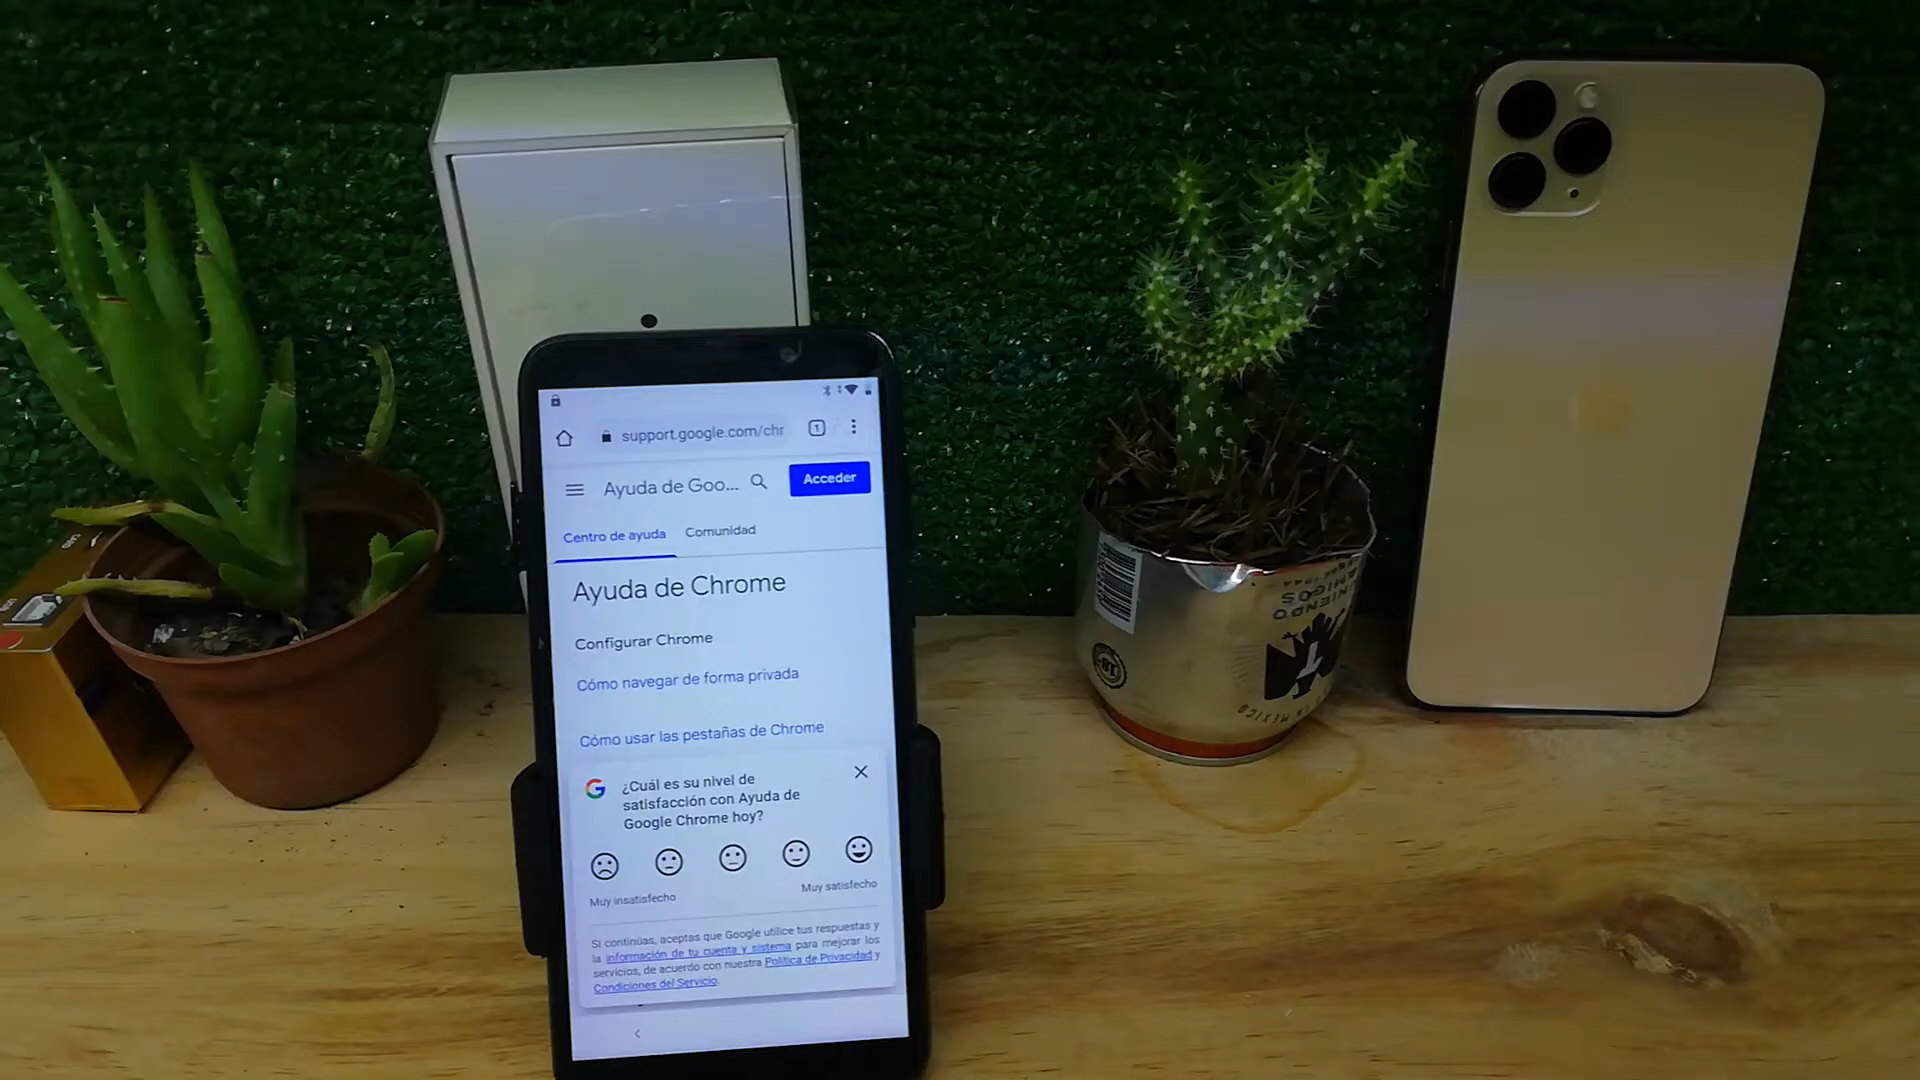 support.google.com/chr
1
Ayuda de Goo...
Acceder
Centro de ayuda
Comunidad
Ayuda de Chrome
Configurar Chrome
Cómo navegar de forma privada
Cómo usar las pestañas de Chrome
¿Cuál es su nivel de
satisfacción con Ayuda de
Google Chrome hoy?
Muy insatisfecho
Muy satisfecho
Si continúas, aceptas que Google utilice tus respuestas y
la información de tu cuenta y sistema para mejorar los
servicios, de acuerdo con nuestra Política de Privacidad y
Condiciones del Servicio.
AMIGOS